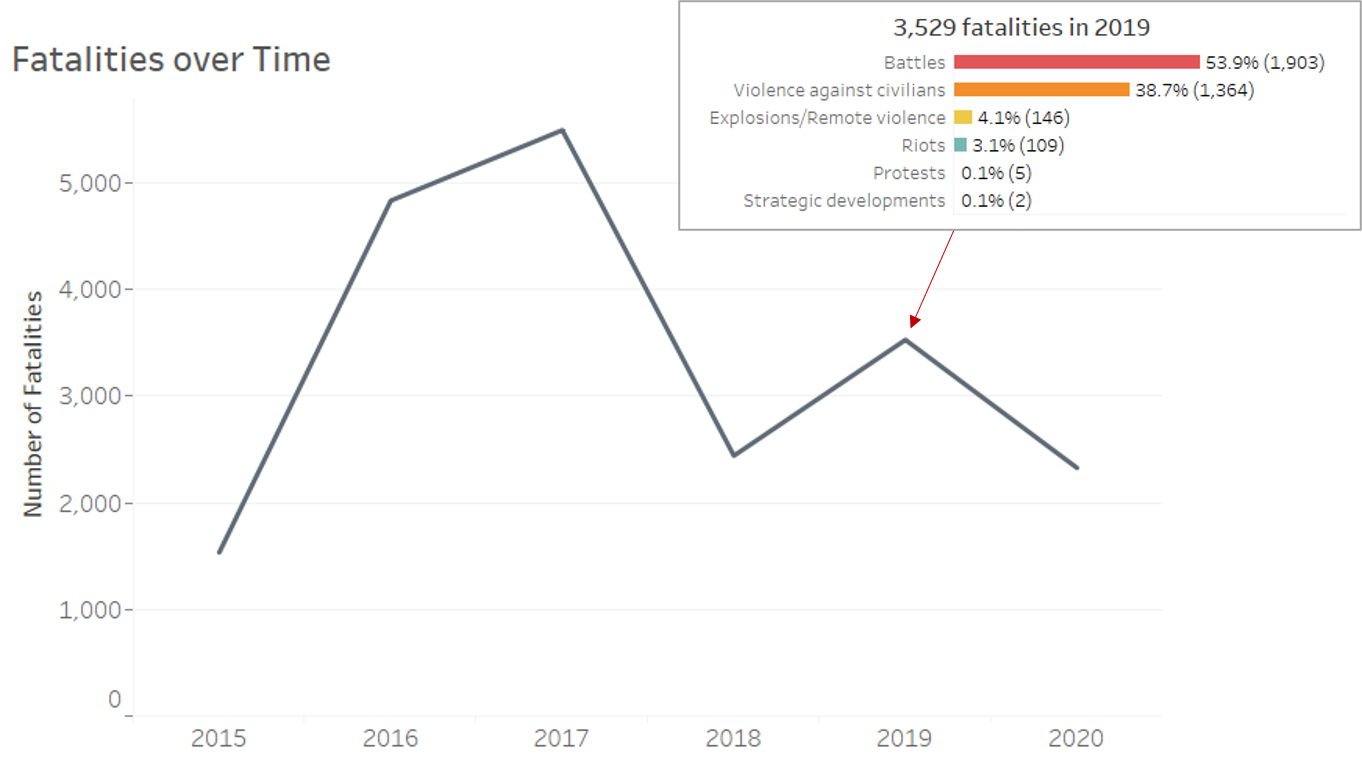 3,529 fatalities in 2019
Fatalities over Time
Battles 53.9% (1,903)
Violence against civilians 38.7% (1,364)
Explosions/Remote violence 4.1% (146)
Riots 3.1% (109)
Protests 0.1% (5)
Strategic developments 0.1% (2)
Number of Fatalities
5,000
4,000
3,000
2,000
1,000
0
2015 2016 2017 2018 2019 2020